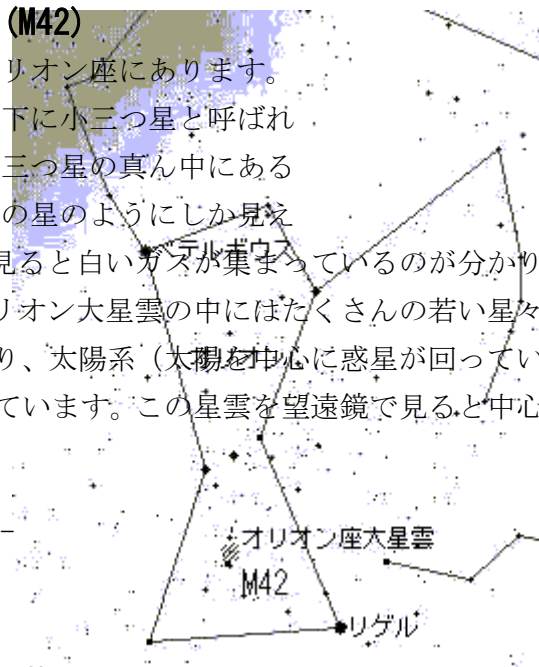 (M42)
リオン座にあります。
下に小三つ星と呼ばれ
三つ星の真ん中にある
の星のようにしか見え
ベテルギウス
見ると白いガスが集まっているのが分かり
リオン大星雲の中にはたくさんの若い星々
り、太陽系（太陽を中心に惑星が回ってい
オリオン
ています。この星雲を望遠鏡で見ると中心
オリオン座大星雲
M42
リゲル